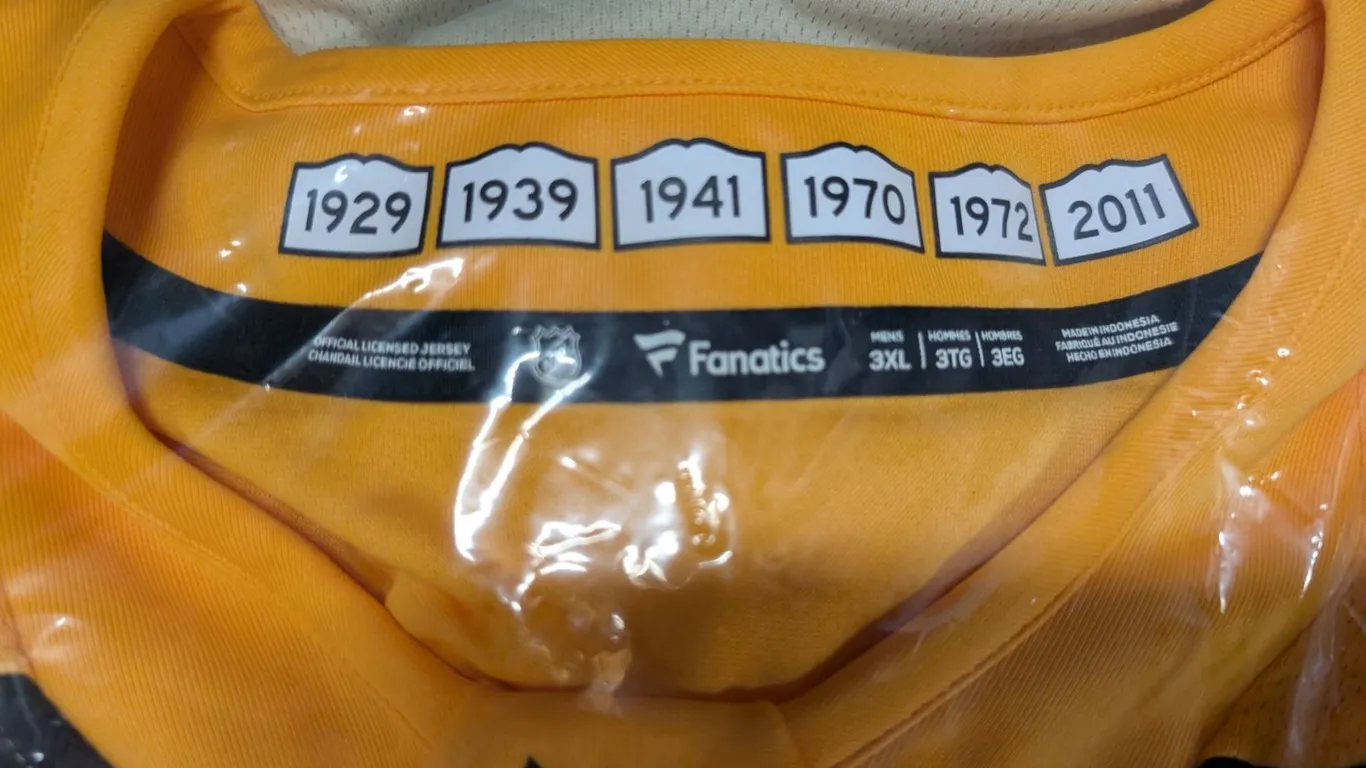 1929 1939 1941 1970 1972 2011
OFFICIAL LICENSED JERSEY
CHANDAIL LICENCIÉ OFFICIEL
Fanatics
MENS
3XL
HOMMES
3TG
HOMBRES
3EG
MADE IN INDONESIA
FABRIQUÉ AU INDONESIE
HECHO EN INDONESIA